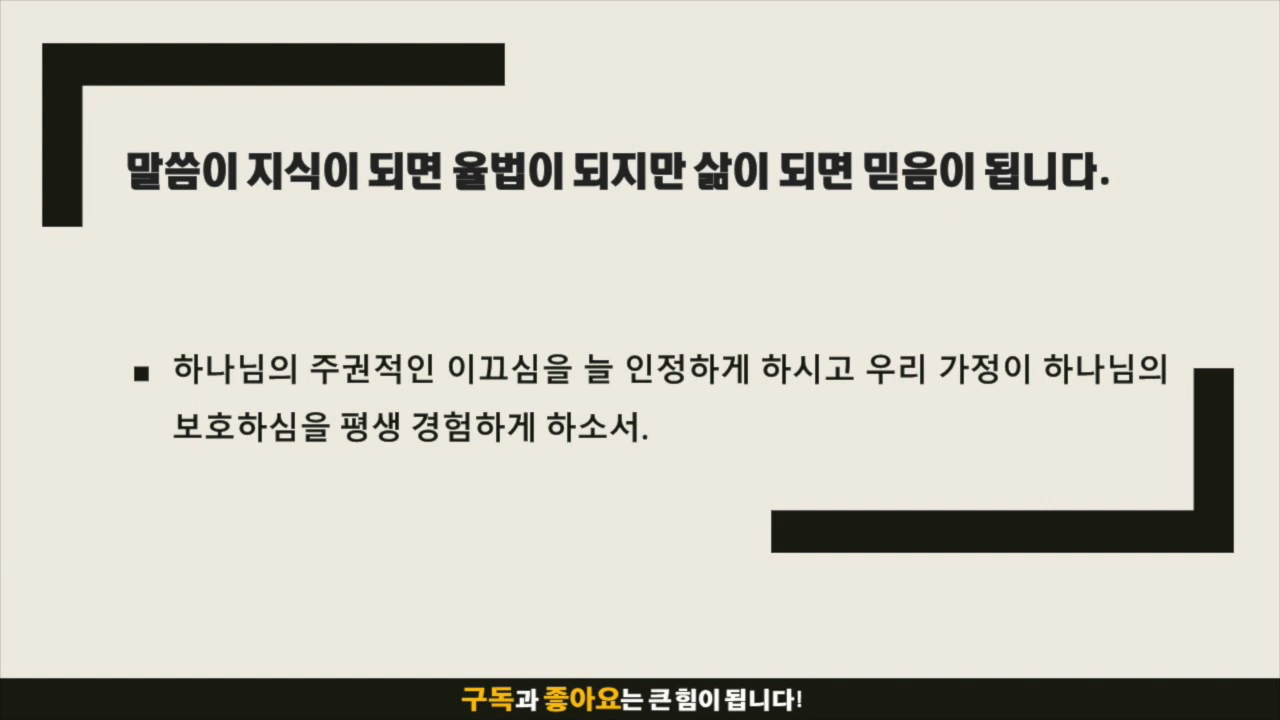 말씀이 지식이 되면 율법이 되지만 삶이 되면 믿음이 됩니다.
■ 하나님의 주권적인 이끄심을 늘 인정하게 하시고 우리 가정이 하나님의
보호하심을 평생 경험하게 하소서.
구독과 좋아요는 큰 힘이 됩니다!